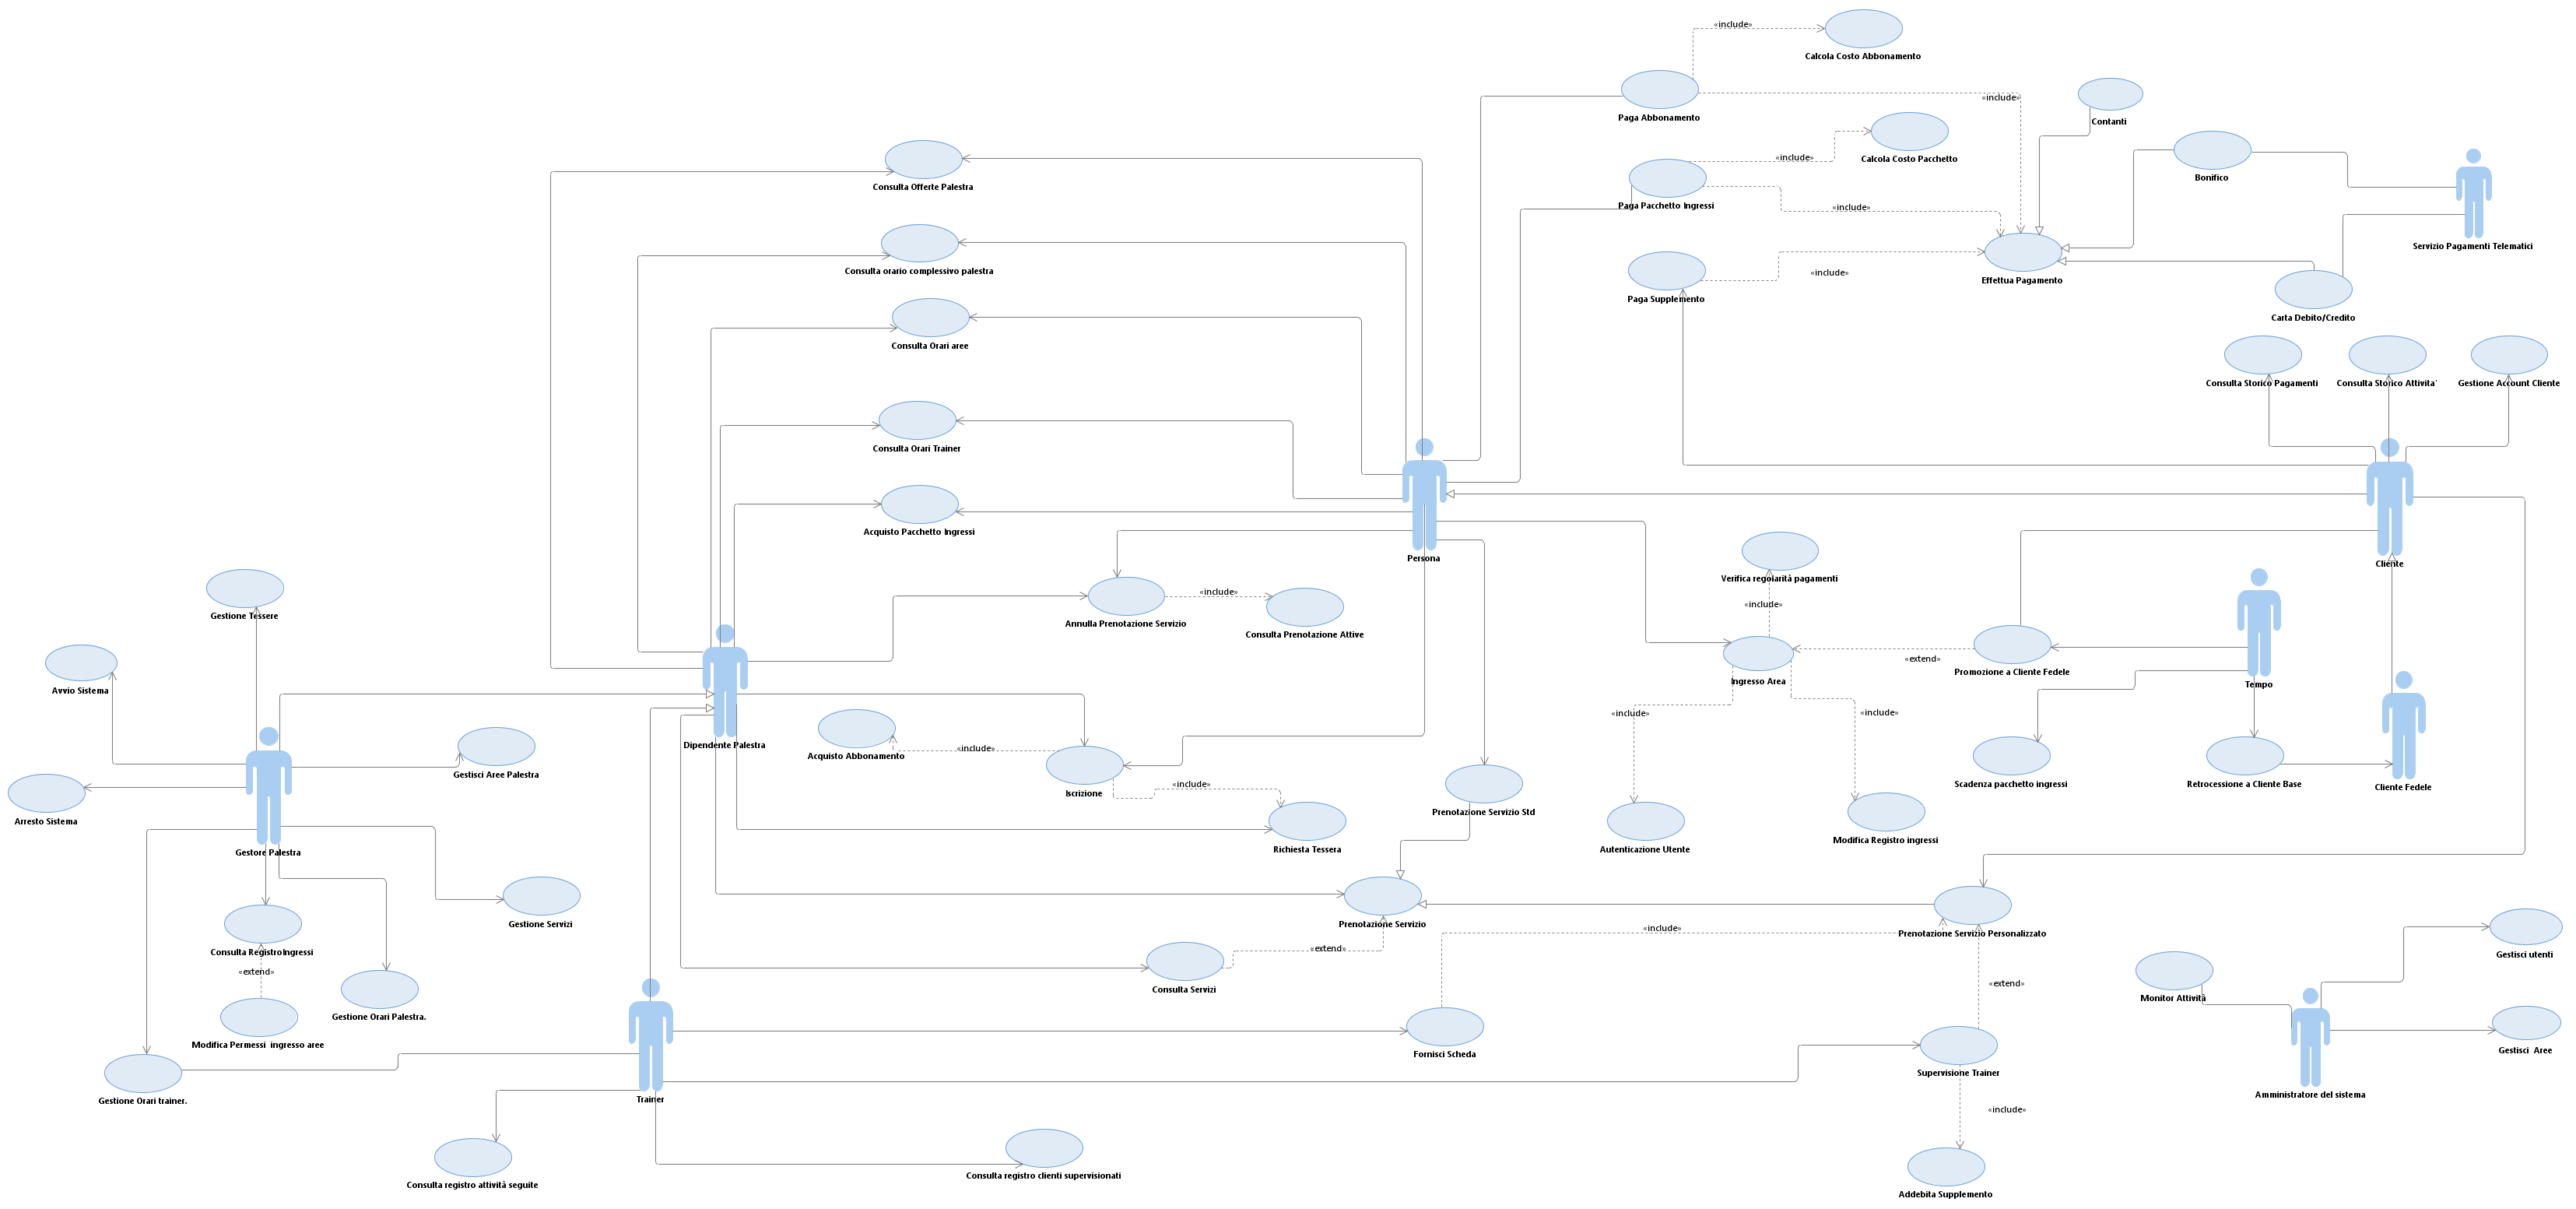 «include»
Calcola Costo Abbonamento
Paga Abbonamento
«include»
Contanti
Calcola Costo Pacchetto
«include»
Bonifico
Consulta Offerte Palestra
Paga Pacchetto Ingressi
«include»
Servizio Pagamenti Telematici
Consulta orario complessivo palestra
«include»
Effettua Pagamento
Paga Supplemento
Carta Debito/Credito
Consulta Orari aree
Consulta Storico Pagamenti
Consulta Storico Attivita'
Gestione Account Cliente
Consulta Orari Trainer
Acquisto Pacchetto Ingressi
Persona
Cliente
Verifica regolarità pagamenti
«include»
«include»
Gestione Tessere
Annulla Prenotazione Servizio
Consulta Prenotazione Attive
«extend»
Promozione a Cliente Fedele
Ingresso Area
Tempo
Avvio Sistema
«include»
«include»
Dipendente Palestra
«include»
Acquisto Abbonamento
Gestisci Aree Palestra
«include»
Iscrizione
Scadenza pacchetto ingressi
Retrocessione a Cliente Base
Cliente Fedele
Prenotazione Servizio Std
Arresto Sistema
Modifica Registro ingressi
Richiesta Tessera
Autenticazione Utente
Gestore Palestra
Gestione Servizi
Prenotazione Servizio
«include»
Prenotazione Servizio Personalizzato
Consulta RegistroIngressi
«extend»
Gestisci utenti
«extend»
Consulta Servizi
«extend»
Monitor Attività
Gestione Orari Palestra.
Modifica Permessi ingresso aree
Fornisci Scheda
Gestisci Aree
Supervisione Trainer
Amministratore del sistema
Gestione Orari trainer.
Trainer
«include»
Consulta registro clienti supervisionati
Consulta registro attività seguite
Addebita Supplemento